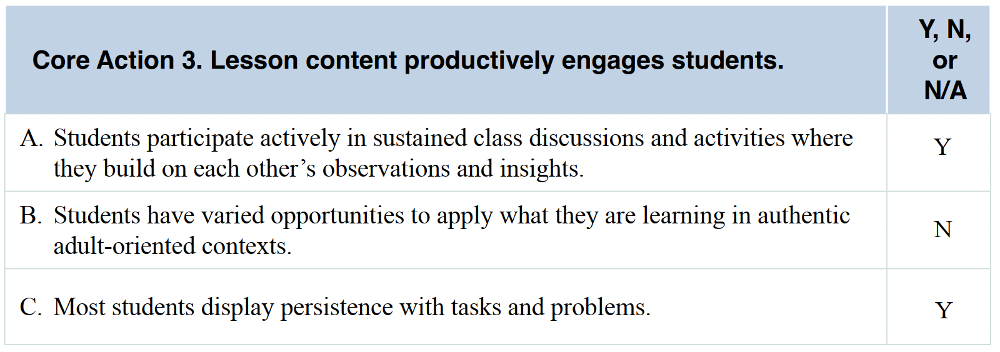 Core Action 3. Lesson content productively engages students.
Y, N,
or
N/A
A. Students participate actively in sustained class discussions and activities where
they build on each other’s observations and insights.
Y
B. Students have varied opportunities to apply what they are learning in authentic
adult-oriented contexts.
N
C. Most students display persistence with tasks and problems.
Y